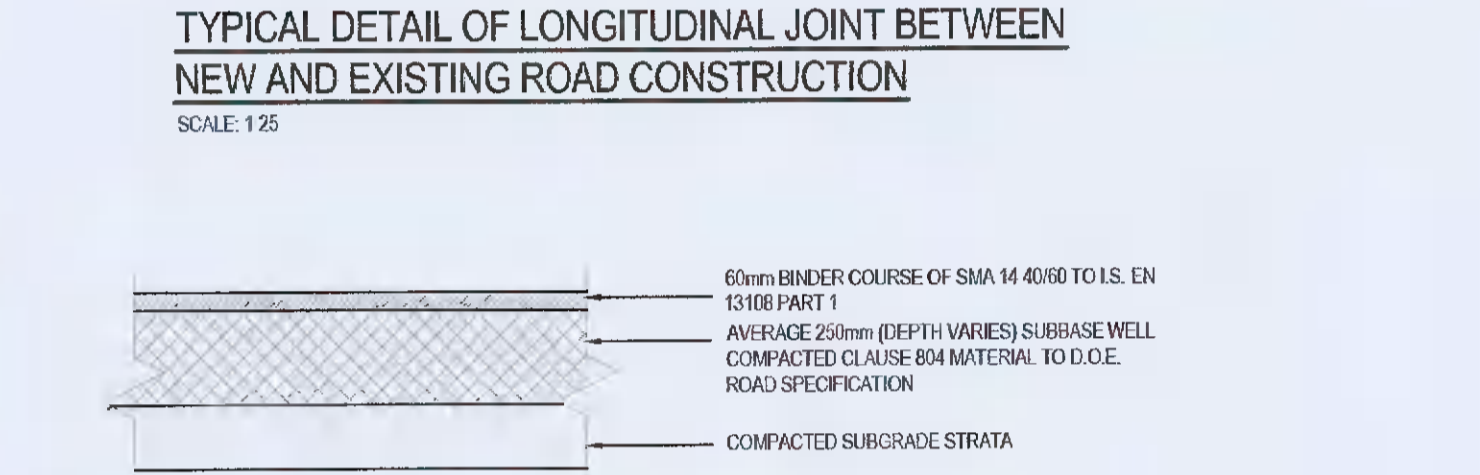 TYPICAL DETAIL OF LONGITUDINAL JOINT BETWEEN
NEW AND EXISTING ROAD CONSTRUCTION
SCALE: 1 25
60mm BINDER COURSE OF SMA 14 40/60 TO I.S. EN
13108 PART 1
AVERAGE 250mm (DEPTH VARIES) SUBBASE WELL
COMPACTED CLAUSE 804 MATERIAL TO D.O.E.
ROAD SPECIFICATION
COMPACTED SUBGRADE STRATA